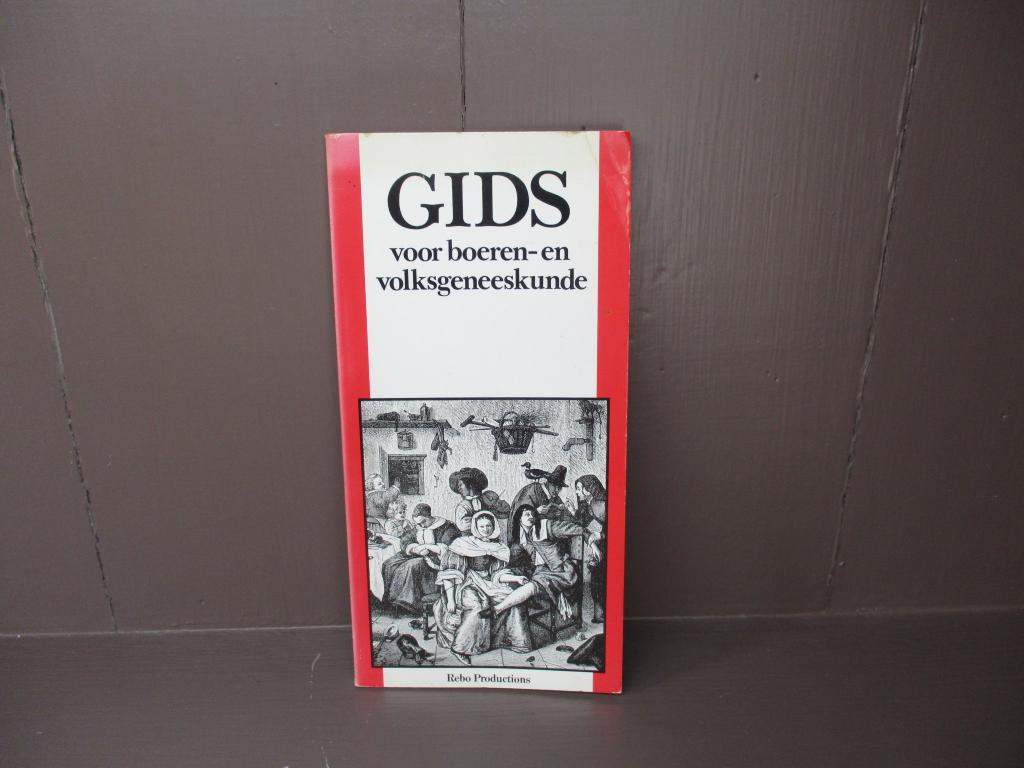 GIDS
voor boeren- en
volksgeneeskunde
Rebo Productions